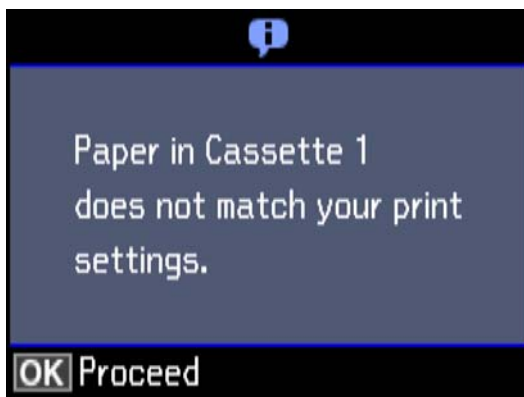 Paper in Cassette 1
does not match your print
settings.
OK Proceed